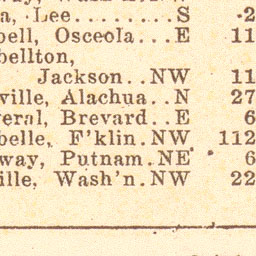 a, Lee.........S 2
bell, Osceola...E 11
bellton,
Jackson..NW 11
ville, Alachua..N 27
eral, Brevard..E 6
belle, F'klin.NW 112
way, Putnam.NE 6
ille, Wash'n.NW 22